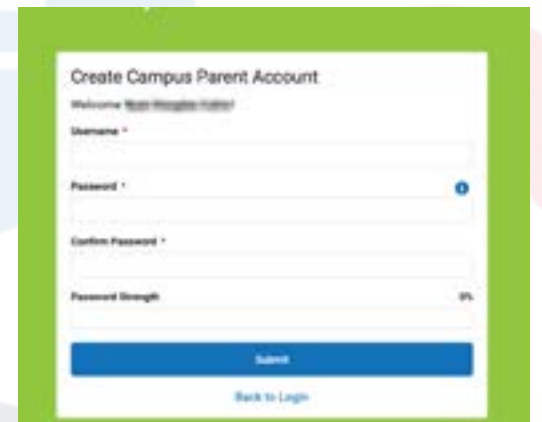 Create Campus Parent Account
Welcome
Username *
Password *
Confirm Password *
Password Strength 0%
Submit
Back to Login